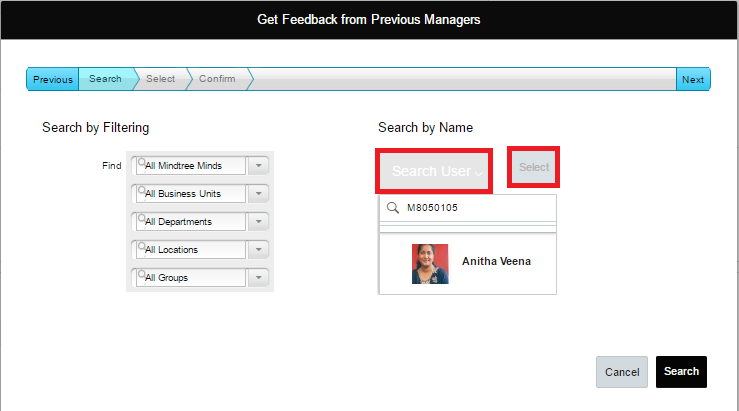 Get Feedback from Previous Managers
Previous
Search
Select
Confirm
Next
Search by Filtering
Find
All Mindtree Minds
All Business Units
All Departments
All Locations
All Groups
Search by Name
Search User
Select
M8050105
Anitha Veena
Cancel
Search